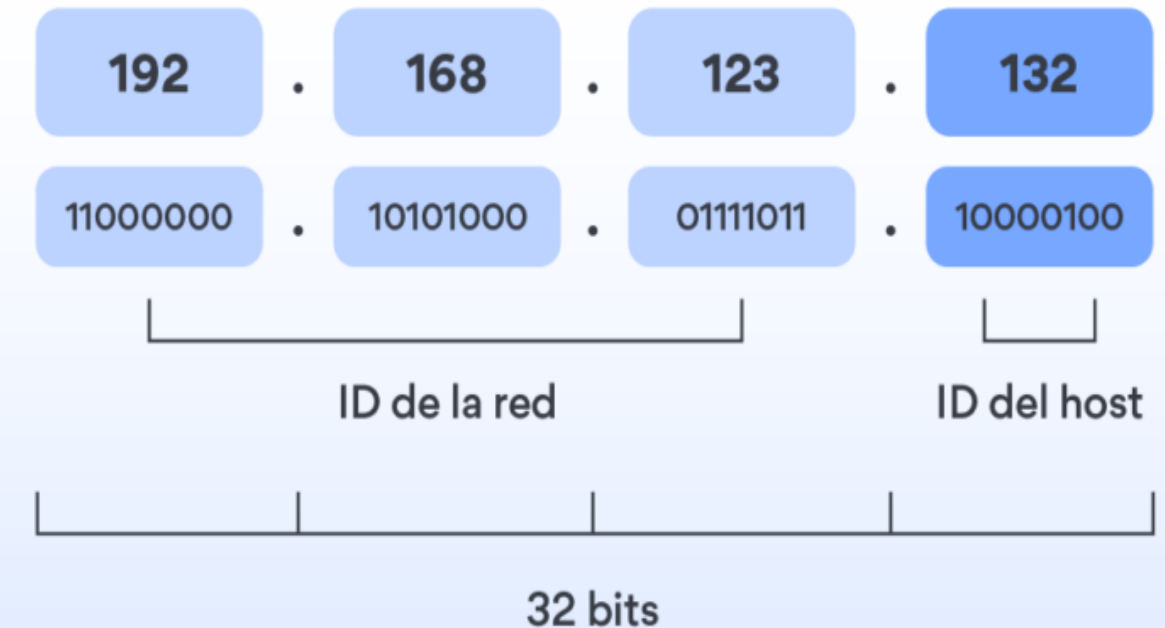 192 . 168 . 123 . 132
11000000 . 10101000 . 01111011 . 10000100
ID de la red ID del host
32 bits